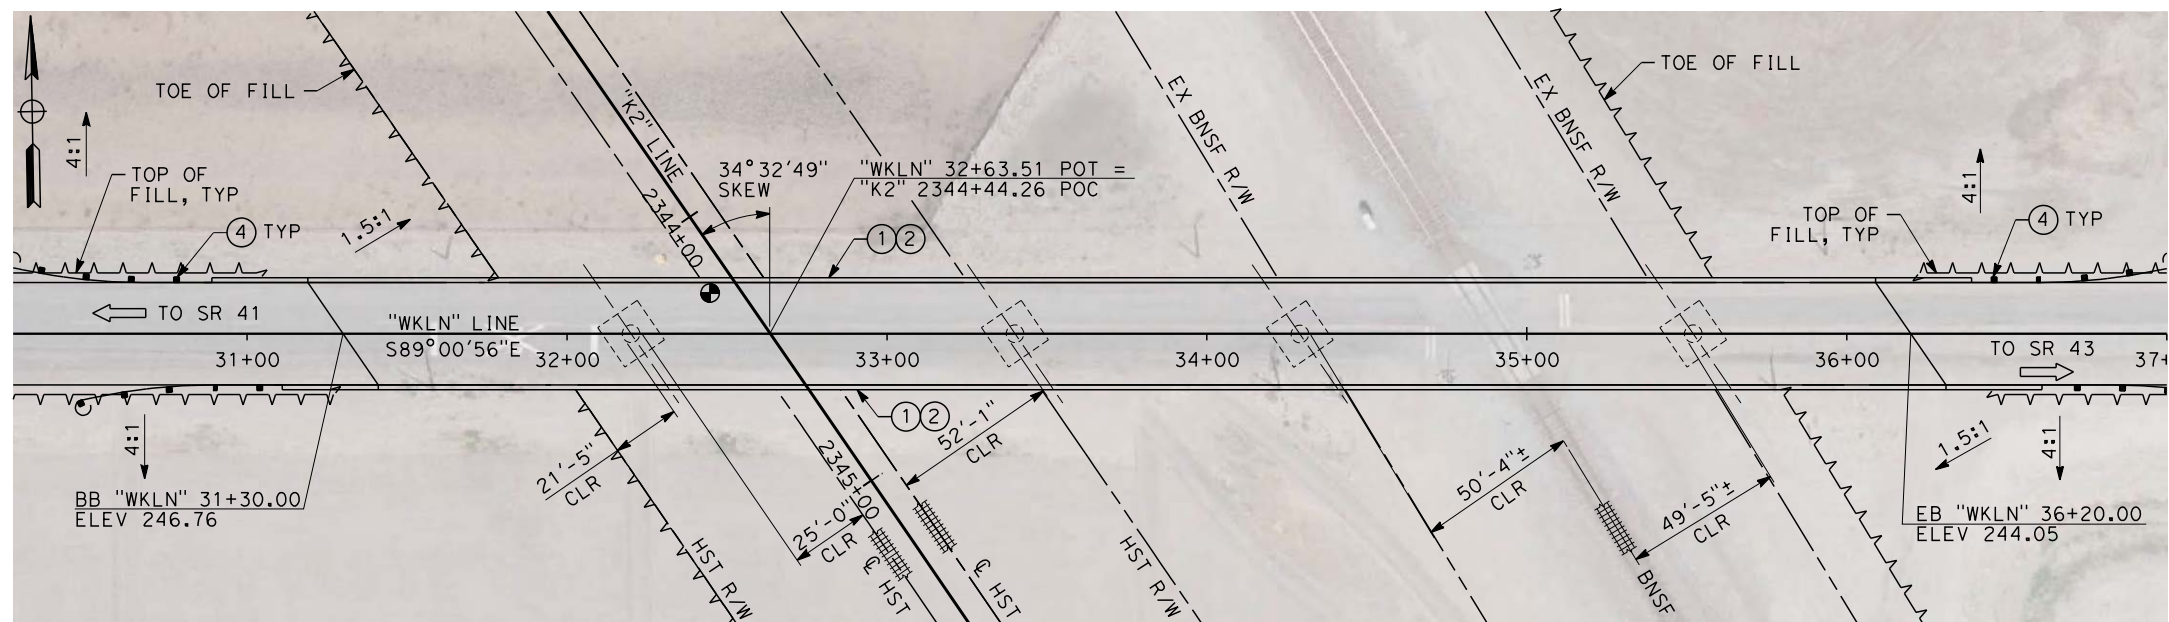 TOE OF FILL
TOE OF FILL
4:1
TOP OF
FILL, TYP
4 TYP
1.5:1
"K2" LINE
2344+00
34°32'49"
SKEW
"WKLN" 32+63.51 POT =
"K2" 2344+44.26 POC
1 2
EX BNSF R/W
EX BNSF R/W
4:1
TOP OF
FILL, TYP
4 TYP
TO SR 41
"WKLN" LINE
S89°00'56"E
31+00
32+00
33+00
34+00
35+00
36+00
37+
TO SR 43
4:1
BB "WKLN" 31+30.00
ELEV 246.76
21'-5"
CLR
HST R/W
25'-0"
CLR
2345+00
℄ HST
℄ HST
1 2
52'-1"
CLR
HST R/W
50'-4"±
CLR
49'-5"±
CLR
BNSF
1.5:1
4:1
EB "WKLN" 36+20.00
ELEV 244.05